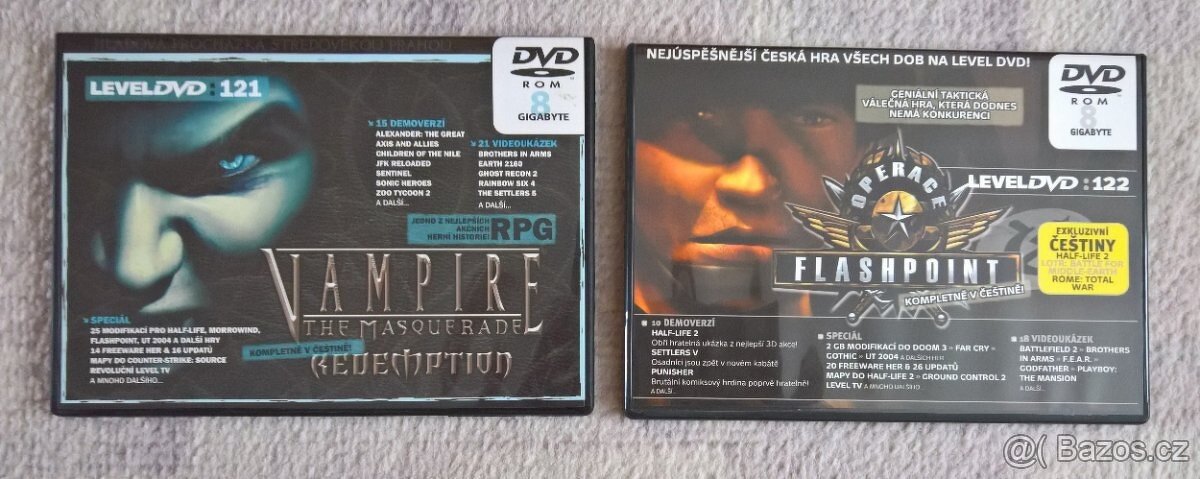 STŘEDOVĚKOU PRAHOU
LEVELDVD:121
DVD
ROM
8
GIGABYTE
15 DEMOVERZÍ
ALEXANDER: THE GREAT
AXIS AND ALLIES
CHILDREN OF THE NILE
JFK RELOADED
SENTINEL
SONIC HEROES
ZOO TYCOON 2
A DALŠÍ...
21 VIDEOUKÁZEK
BROTHERS IN ARMS
EARTH 2160
GHOST RECON 2
RAINBOW SIX 4
THE SETTLERS 5
A DALŠÍ...
JEDNO Z NEJLEPŠÍCH
AKČNÍCH
HERNÍ HISTORIE!
RPG
VAMPIRE
THE MASQUERADE
REDEMPTION
KOMPLETNĚ V ČEŠTINĚ!
SPECIÁL
25 MODIFIKACÍ PRO HALF-LIFE, MORROWIND,
FLASHPOINT, UT 2004 A DALŠÍ HRY
14 FREEWARE HER & 16 UPDATŮ
MAPY DO COUNTER-STRIKE: SOURCE
REVOLUČNÍ LEVEL TV
A MNOHO DALŠÍHO...
NEJÚSPĚŠNĚJŠÍ ČESKÁ HRA VŠECH DOB NA LEVEL DVD!
DVD
ROM
8
GIGABYTE
GENIÁLNÍ TAKTICKÁ
VÁLEČNÁ HRA, KTERÁ DODNES
NEMÁ KONKURENCI
LEVELDVD:122
OPERACE
FLASHPOINT
KOMPLETNĚ V ČEŠTINĚ!
EXKLUZIVNÍ
ČEŠTINY
HALF-LIFE 2
LOTR: BATTLE FOR
MIDDLE-EARTH
ROME: TOTAL
WAR
10 DEMOVERZÍ
HALF-LIFE 2
Obří hratelná ukázka z nejlepší 3D akce!
SETTLERS V
Osadníci jsou zpět v novém kabátě
PUNISHER
Brutální komiksový hrdina poprvé hratelně!
A DALŠÍ...
SPECIÁL
2 GB MODIFIKACÍ DO DOOM 3 » FAR CRY »
GOTHIC » UT 2004 A DALŠÍCH HER
20 FREEWARE HER & 26 UPDATŮ
MAPY DO HALF-LIFE 2 » GROUND CONTROL 2
LEVEL TV A MNOHO DALŠÍHO
18 VIDEOUKÁZEK
BATTLEFIELD 2 » BROTHERS
IN ARMS » F.E.A.R. »
GODFATHER » PLAYBOY:
THE MANSION
A DALŠÍ...
Bazos.cz